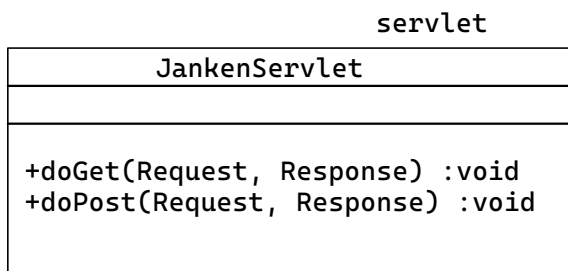 servlet
JankenServlet
+doGet(Request, Response) :void
+doPost(Request, Response) :void